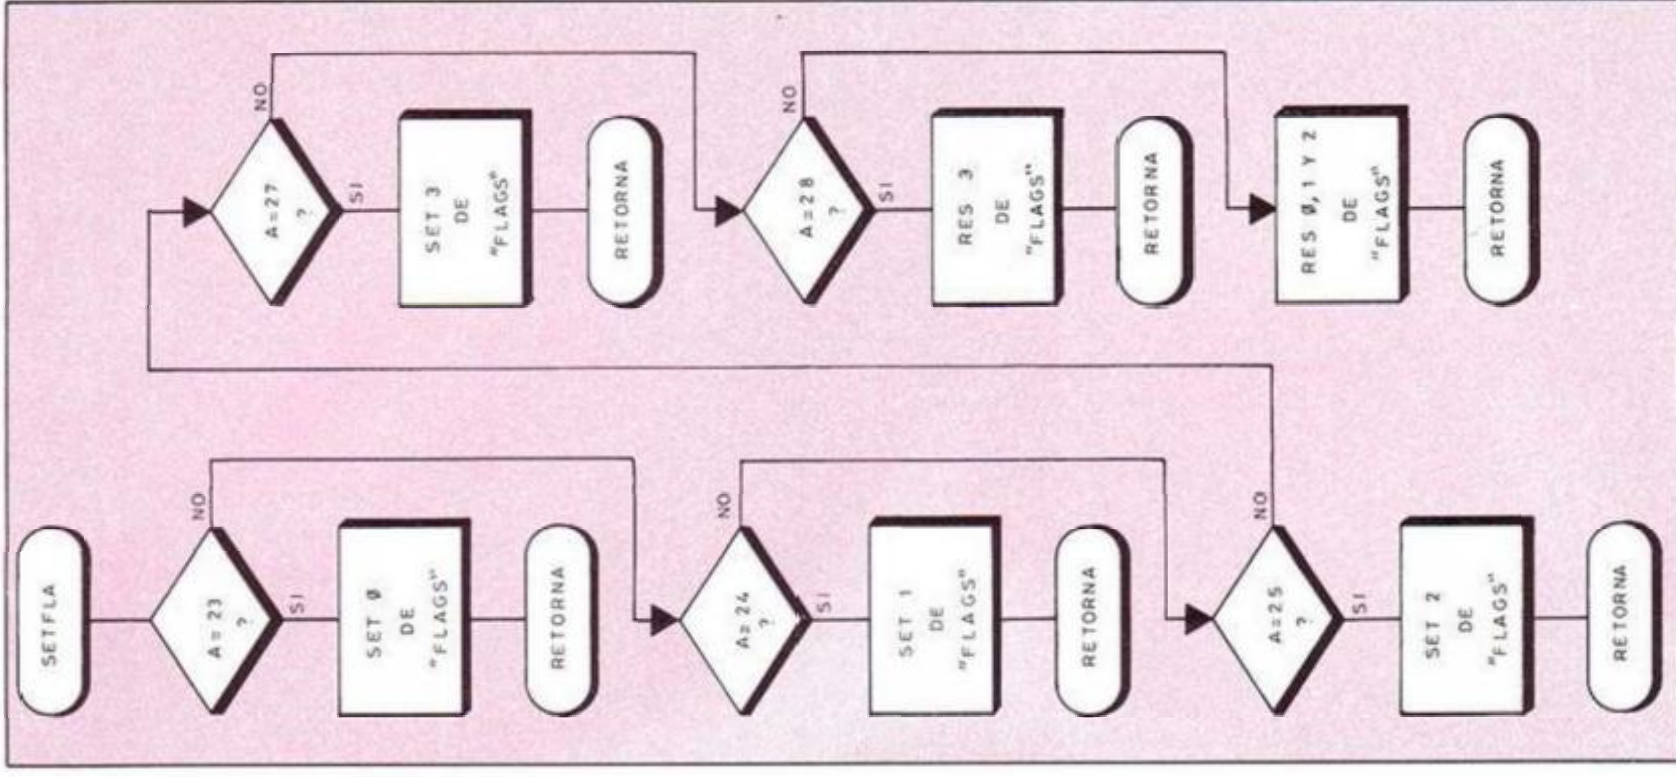 SETFLA
A=23
?
NO
SI
SET Ø
DE
"FLAGS"
RETORNA
A=24
?
NO
SI
SET 1
DE
"FLAGS"
RETORNA
A=25
?
NO
SI
SET 2
DE
"FLAGS"
RETORNA
A=27
?
NO
SI
SET 3
DE
"FLAGS"
RETORNA
A=28
?
NO
SI
RES 3
DE
"FLAGS"
RETORNA
RES Ø,1 Y 2
DE
"FLAGS"
RETORNA